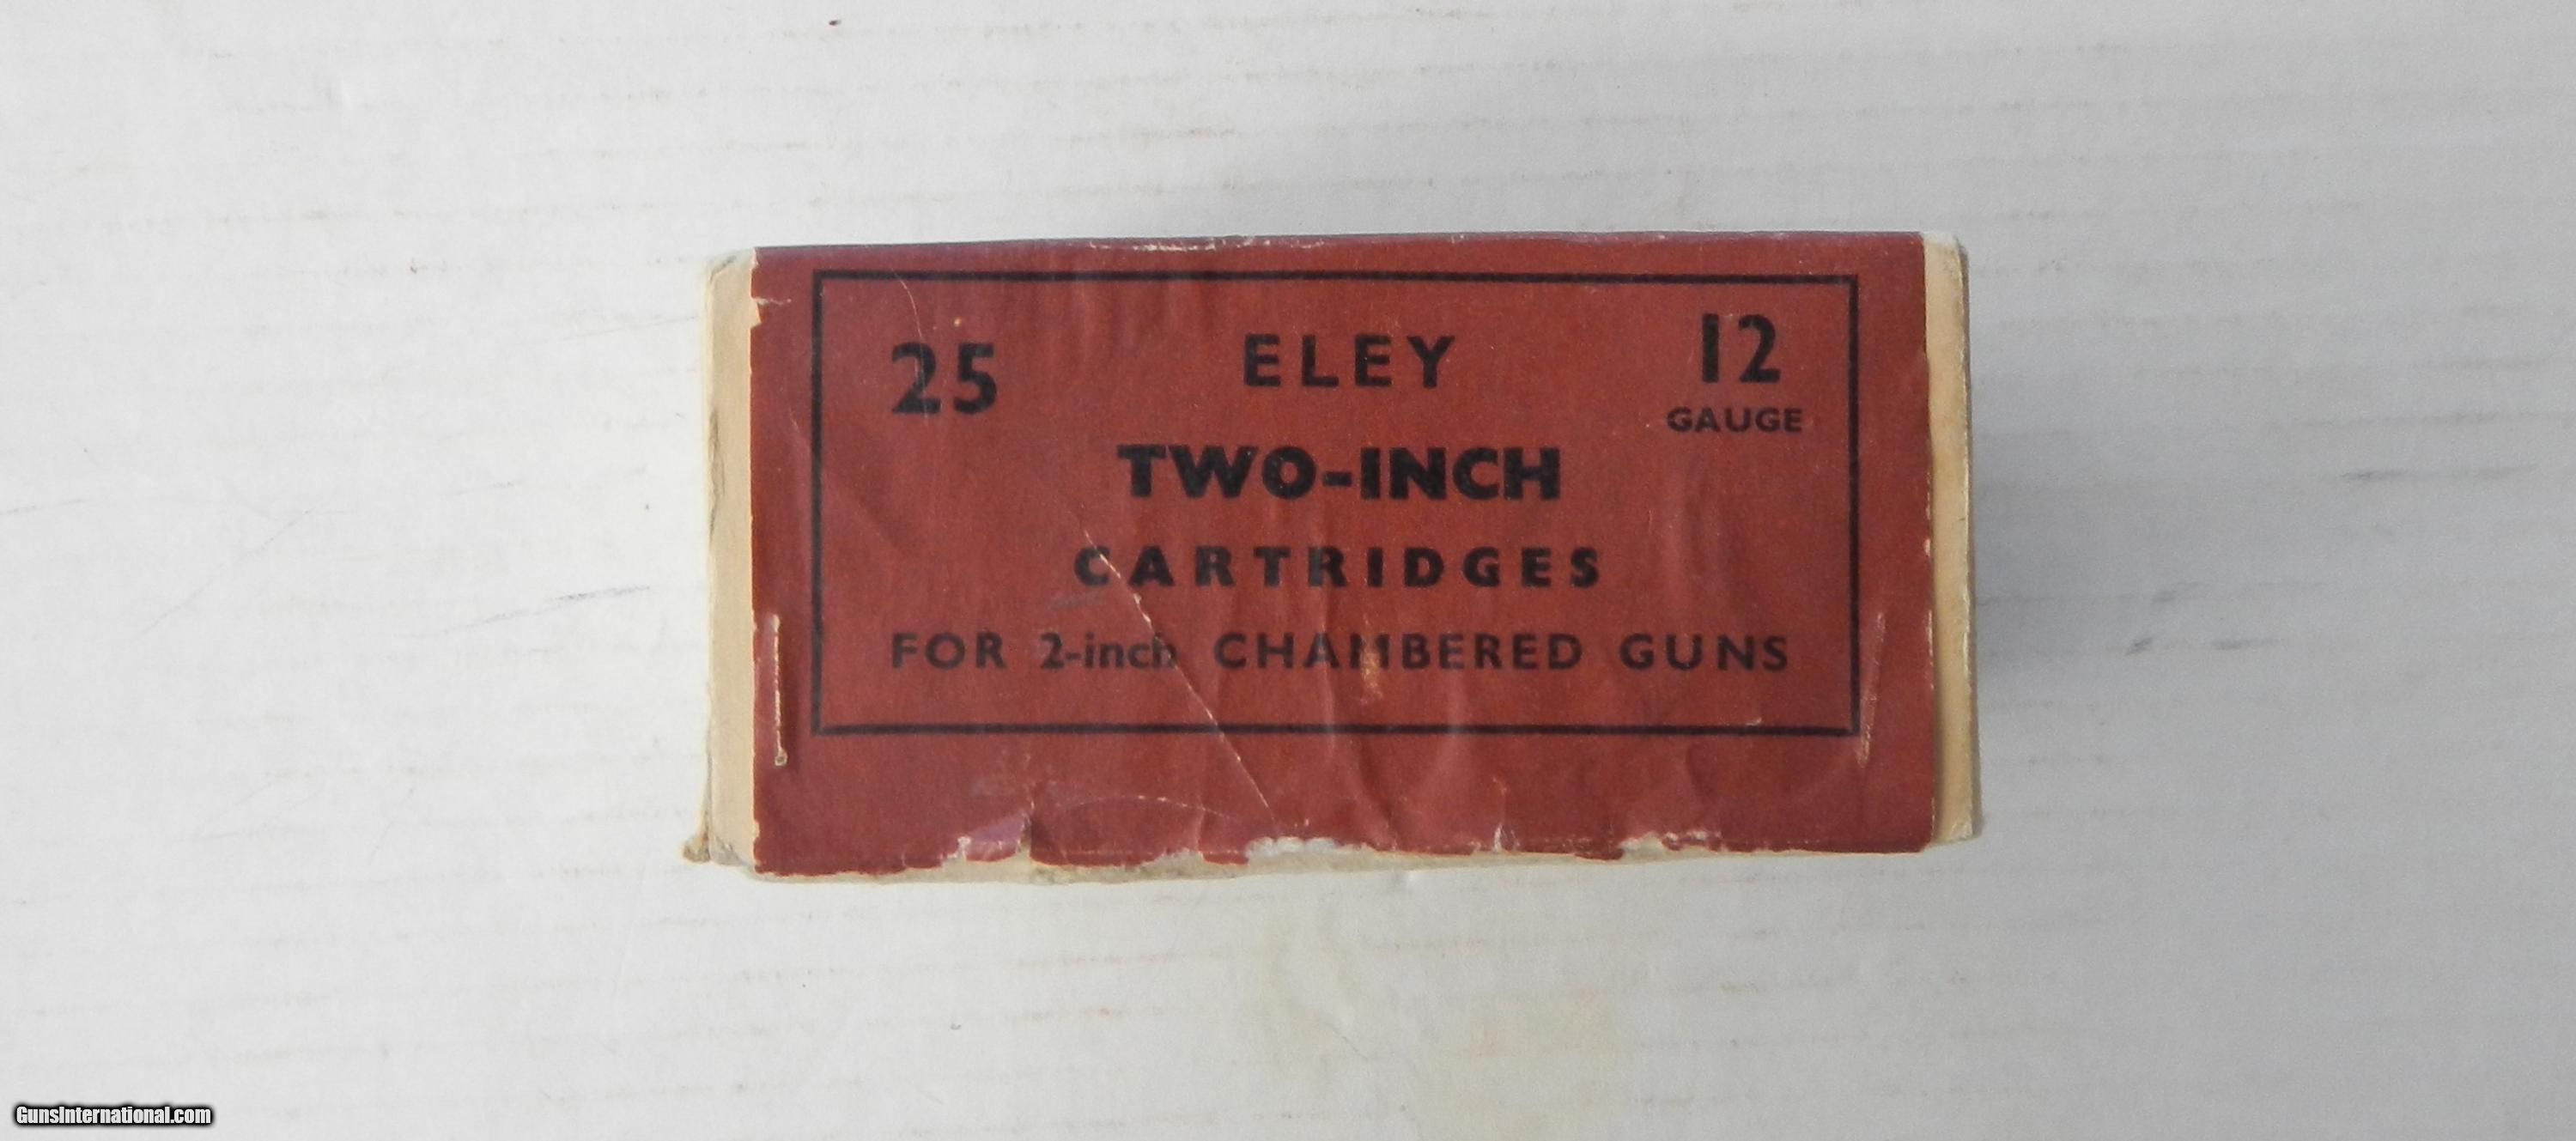 25 ELEY 12
GAUGE
TWO-INCH
CARTRIDGES
FOR 2-inch CHAMBERED GUNS
GunsInternational.com